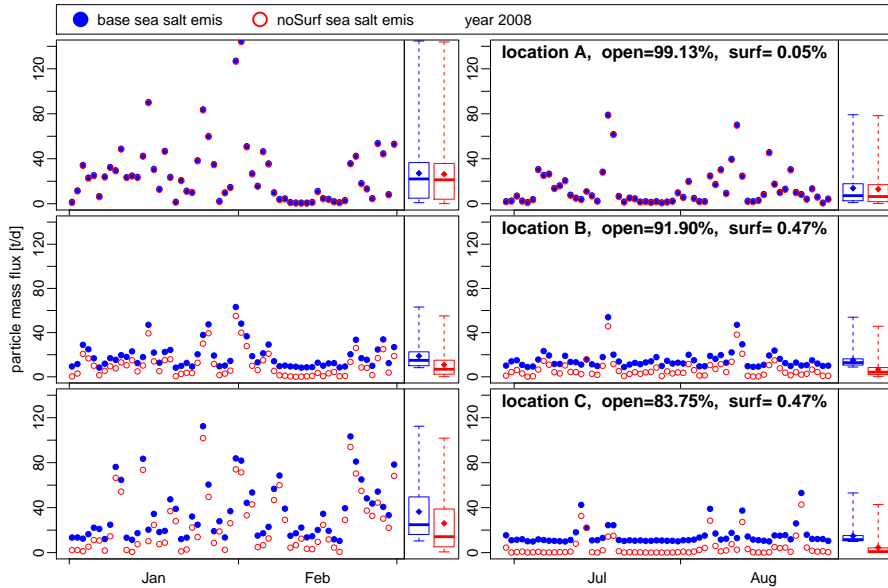 base sea salt emis noSurf sea salt emis year 2008
location A, open=99.13%, surf= 0.05%
0 40 80 120
location B, open=91.90%, surf= 0.47%
0 40 80 120
particle mass flux [t/d]
location C, open=83.75%, surf= 0.47%
0 40 80 120
Jan Feb Jul Aug